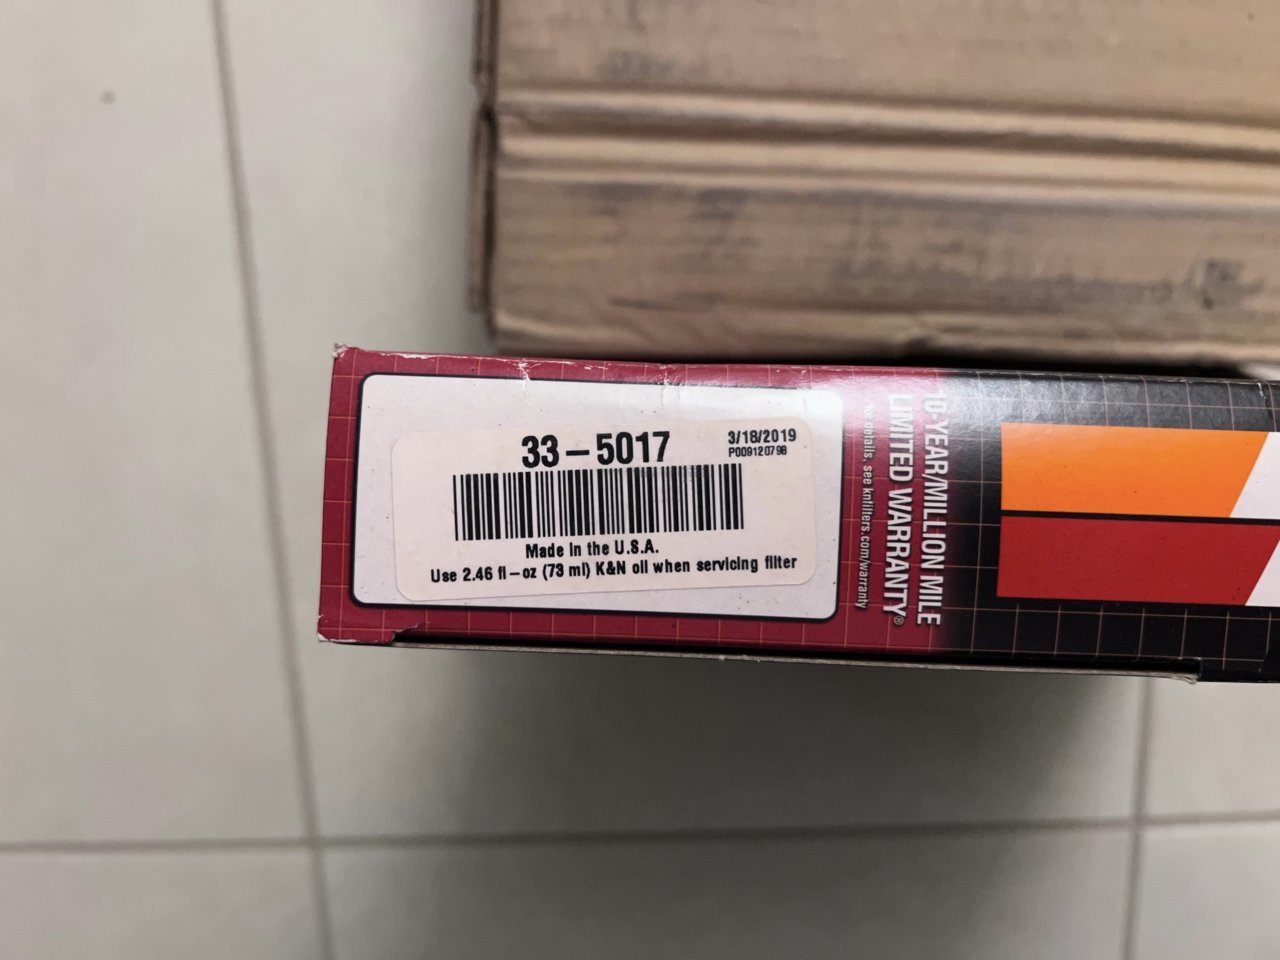 33-5017
3/18/2019
P009120798
Made in the U.S.A.
Use 2.46 fl-oz (73 ml) K&N oil when servicing filter
10-YEAR/MILLION MILE
LIMITED WARRANTY®
for details, see knfilters.com/warranty